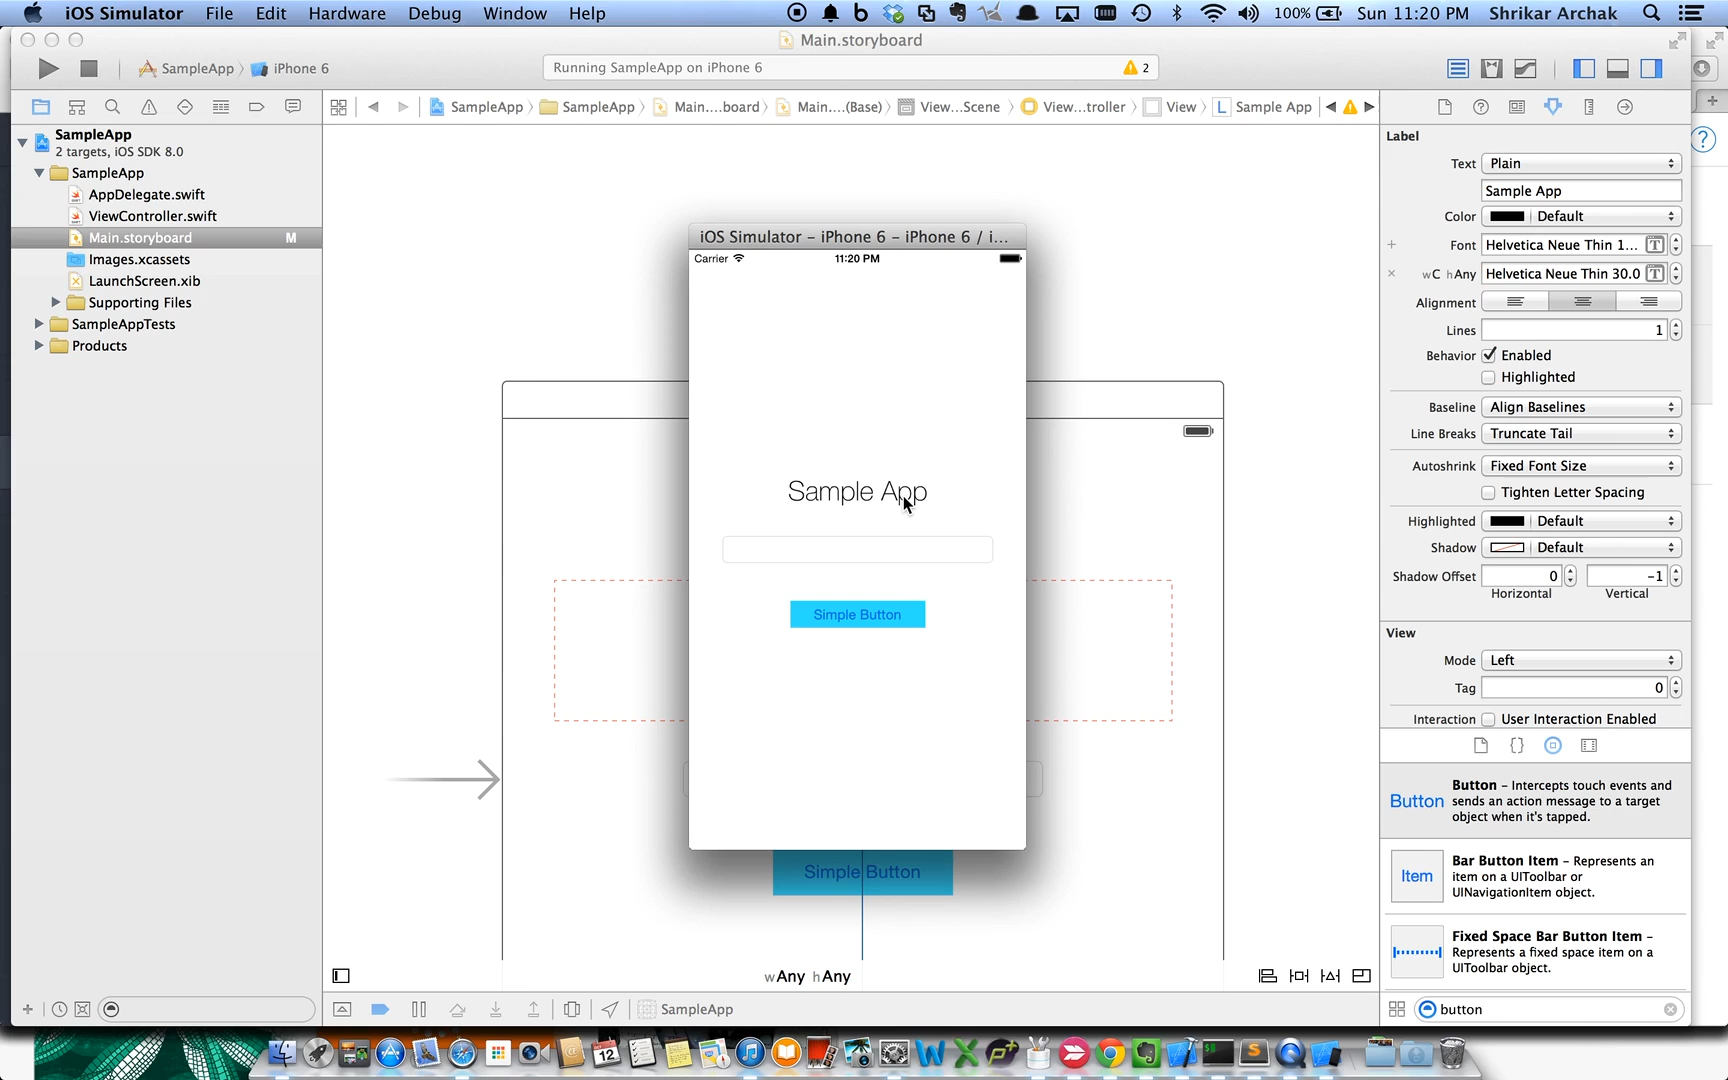 iOS Simulator File Edit Hardware Debug Window Help 100% Sun 11:20 PM Shrikar Archak
Main.storyboard
SampleApp iPhone 6
Running SampleApp on iPhone 6 2
SampleApp SampleApp Main....board Main....(Base) View...Scene View...troller View L Sample App
SampleApp
2 targets, iOS SDK 8.0
SampleApp
AppDelegate.swift
ViewController.swift
Main.storyboard M
Images.xcassets
LaunchScreen.xib
Supporting Files
SampleAppTests
Products
iOS Simulator - iPhone 6 - iPhone 6 / i...
Carrier 11:20 PM
Sample App
Simple Button
Simple Button
wAny hAny
SampleApp
Label
Text Plain
Sample App
Color Default
Font Helvetica Neue Thin 1... T
wC hAny Helvetica Neue Thin 30.0 T
Alignment
Lines 1
Behavior Enabled
Highlighted
Baseline Align Baselines
Line Breaks Truncate Tail
Autoshrink Fixed Font Size
Tighten Letter Spacing
Highlighted Default
Shadow Default
Shadow Offset 0 -1
Horizontal Vertical
View
Mode Left
Tag 0
Interaction User Interaction Enabled
Button
Button - Intercepts touch events and
sends an action message to a target
object when it's tapped.
Item
Bar Button Item - Represents an
item on a UIToolbar or
UINavigationItem object.
Fixed Space Bar Button Item -
Represents a fixed space item on a
UIToolbar object.
button
12